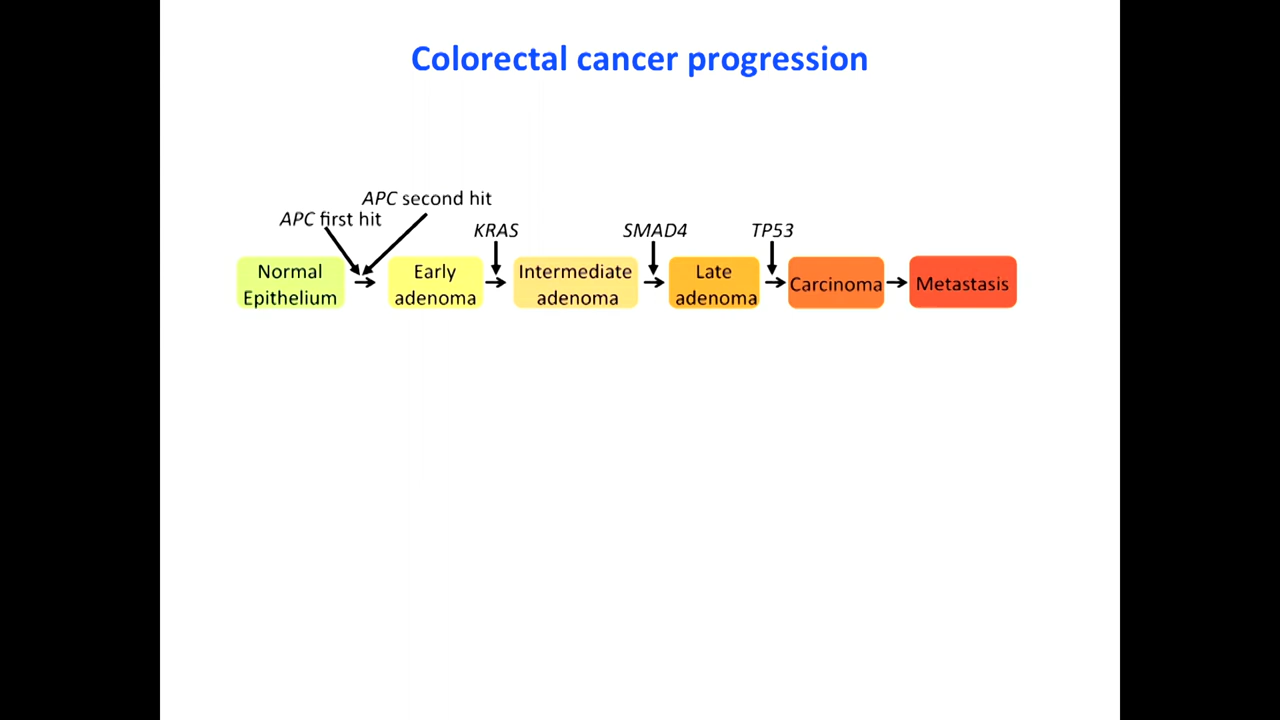 Colorectal cancer progression
APC second hit
APC first hit
KRAS
SMAD4
TP53
Normal
Epithelium
Early
adenoma
Intermediate
adenoma
Late
adenoma
Carcinoma
Metastasis